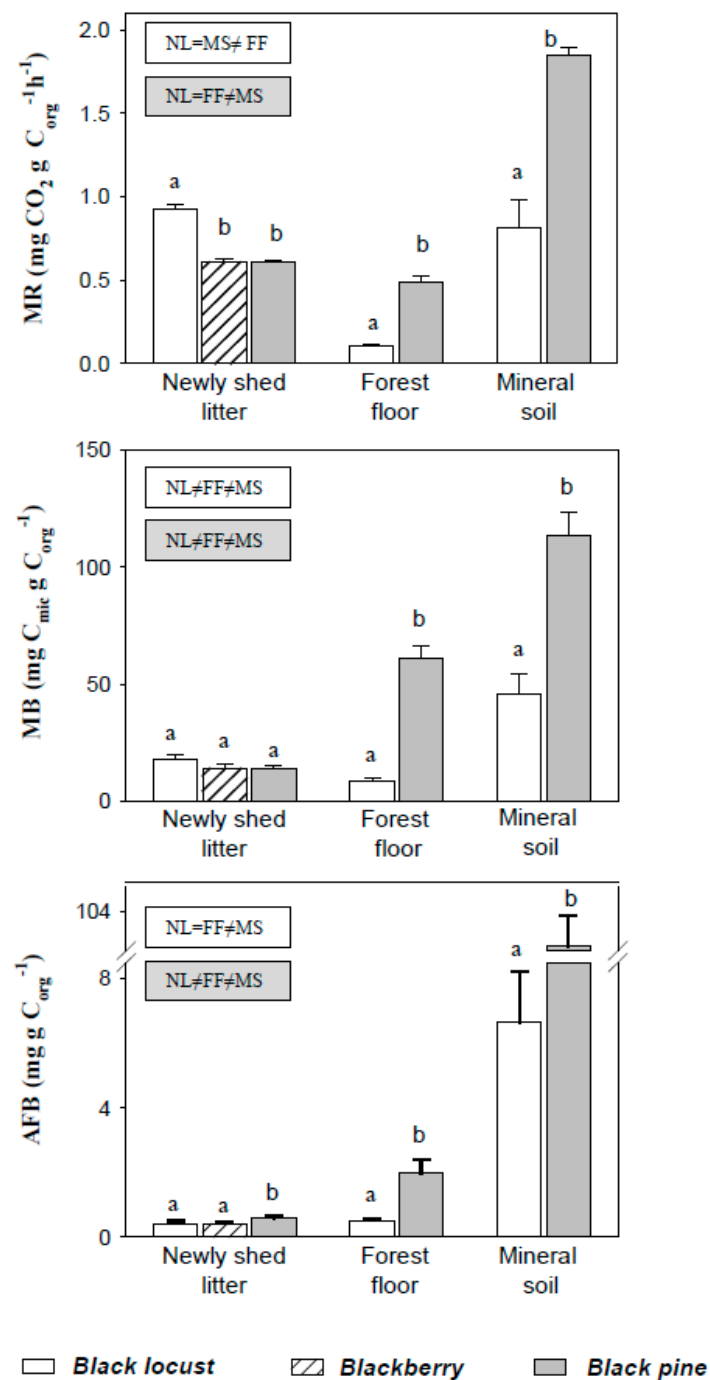 MR (mg CO2 g Corg-1h-1)
2.0
1.5
1.0
0.5
0.0
NL=MS≠ FF
NL=FF≠MS
a
b
b
a
b
a
b
Newly shed
litter
Forest
floor
Mineral
soil
MB (mg Cmic g Corg-1)
150
100
50
0
NL≠FF≠MS
NL≠FF≠MS
a
a
a
a
b
a
b
Newly shed
litter
Forest
floor
Mineral
soil
AFB (mg g Corg-1)
104
8
4
0
NL=FF≠MS
NL≠FF≠MS
a
a
b
a
b
a
b
Newly shed
litter
Forest
floor
Mineral
soil
Black locust
Blackberry
Black pine